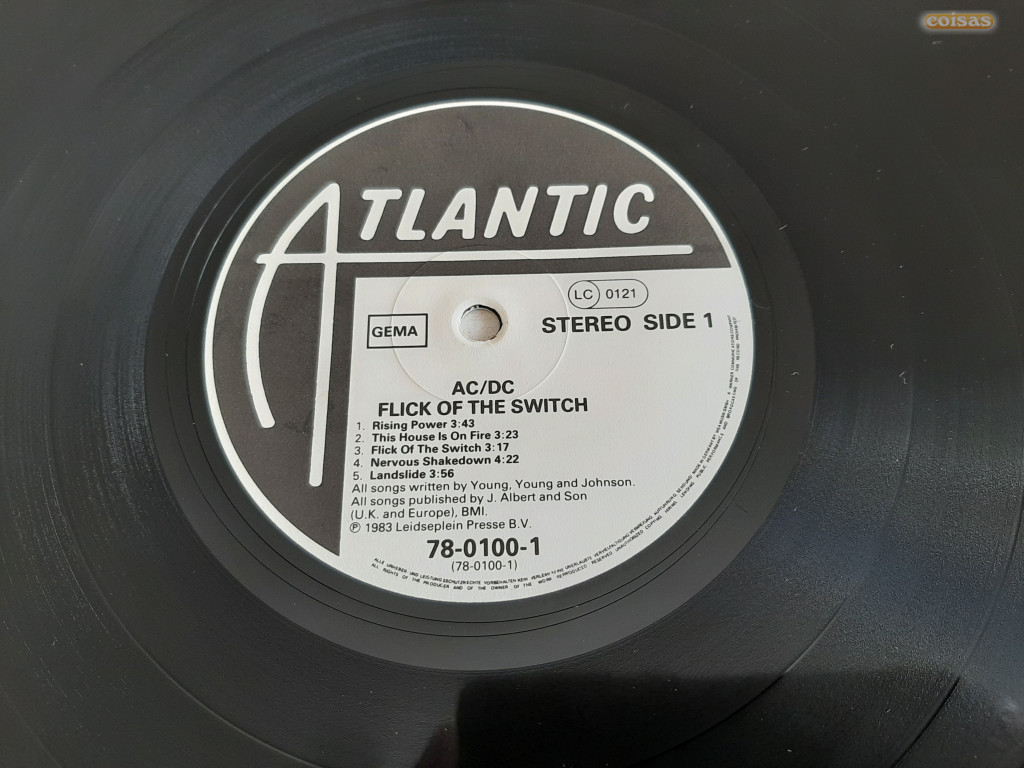 coisas
ATLANTIC
LC 0121
GEMA
STEREO SIDE 1
AC/DC
FLICK OF THE SWITCH
1. Rising Power 3:43
2. This House Is On Fire 3:23
3. Flick Of The Switch 3:17
4. Nervous Shakedown 4:22
5. Landslide 3:56
All songs written by Young, Young and Johnson.
All songs published by J. Albert and Son
(U.K. and Europe), BMI.
℗ 1983 Leidseplein Presse B.V.
78-0100-1
(78-0100-1)